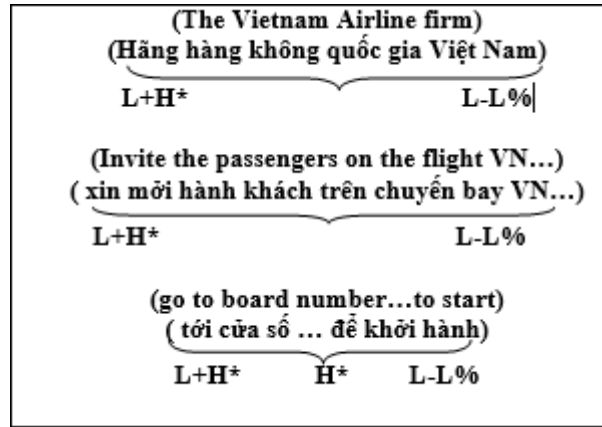 (The Vietnam Airline firm)
(Hãng hàng không quốc gia Việt Nam)
L+H* L-L%
(Invite the passengers on the flight VN…)
( xin mời hành khách trên chuyến bay VN…)
L+H* L-L%
(go to board number…to start)
( tới cửa số … để khởi hành)
L+H* H* L-L%